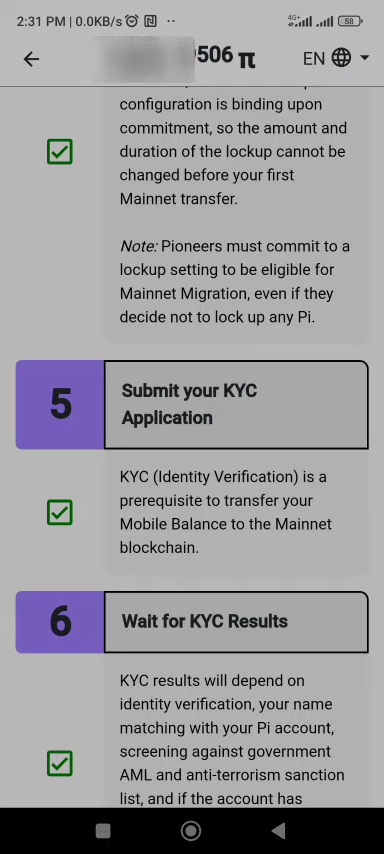 2:31 PM | 0.0KB/s
4G+
58
506 π
EN
configuration is binding upon
commitment, so the amount and
duration of the lockup cannot be
changed before your first
Mainnet transfer.
Note: Pioneers must commit to a
lockup setting to be eligible for
Mainnet Migration, even if they
decide not to lock up any Pi.
5
Submit your KYC
Application
KYC (Identity Verification) is a
prerequisite to transfer your
Mobile Balance to the Mainnet
blockchain.
6
Wait for KYC Results
KYC results will depend on
identity verification, your name
matching with your Pi account,
screening against government
AML and anti-terrorism sanction
list, and if the account has